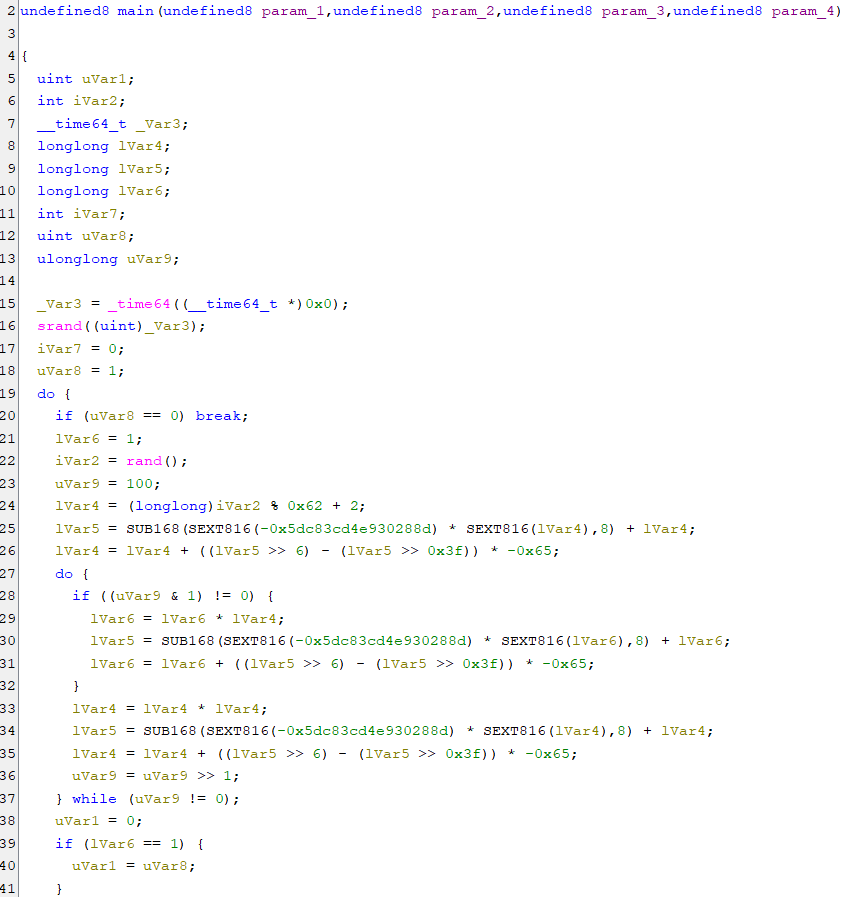 2 undefined8 main(undefined8 param_1,undefined8 param_2,undefined8 param_3,undefined8 param_4)
3
4 {
5   uint uVar1;
6   int iVar2;
7   __time64_t _Var3;
8   longlong lVar4;
9   longlong lVar5;
10   longlong lVar6;
11   int iVar7;
12   uint uVar8;
13   ulonglong uVar9;
14
15   _Var3 = _time64((__time64_t *)0x0);
16   srand((uint)_Var3);
17   iVar7 = 0;
18   uVar8 = 1;
19   do {
20     if (uVar8 == 0) break;
21     lVar6 = 1;
22     iVar2 = rand();
23     uVar9 = 100;
24     lVar4 = (longlong)iVar2 % 0x62 + 2;
25     lVar5 = SUB168(SEXT816(-0x5dc83cd4e930288d) * SEXT816(lVar4),8) + lVar4;
26     lVar4 = lVar4 + ((lVar5 >> 6) - (lVar5 >> 0x3f)) * -0x65;
27     do {
28       if ((uVar9 & 1) != 0) {
29         lVar6 = lVar6 * lVar4;
30         lVar5 = SUB168(SEXT816(-0x5dc83cd4e930288d) * SEXT816(lVar6),8) + lVar6;
31         lVar6 = lVar6 + ((lVar5 >> 6) - (lVar5 >> 0x3f)) * -0x65;
32       }
33       lVar4 = lVar4 * lVar4;
34       lVar5 = SUB168(SEXT816(-0x5dc83cd4e930288d) * SEXT816(lVar4),8) + lVar4;
35       lVar4 = lVar4 + ((lVar5 >> 6) - (lVar5 >> 0x3f)) * -0x65;
36       uVar9 = uVar9 >> 1;
37     } while (uVar9 != 0);
38     uVar1 = 0;
39     if (lVar6 == 1) {
40       uVar1 = uVar8;
41     }